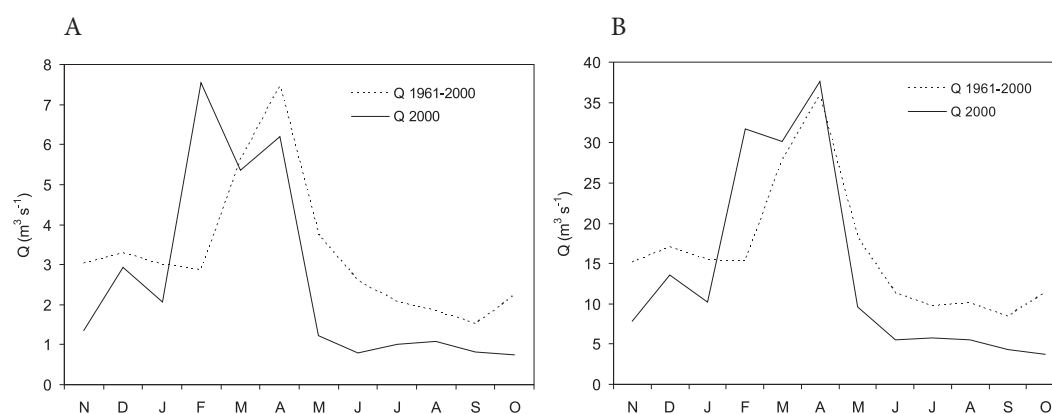 A
8
7
6
5
4
3
2
1
0
Q (m³ s⁻¹)
Q 1961-2000
Q 2000
N D J F M A M J J A S O
B
40
35
30
25
20
15
10
5
0
Q (m³ s⁻¹)
Q 1961-2000
Q 2000
N D J F M A M J J A S O